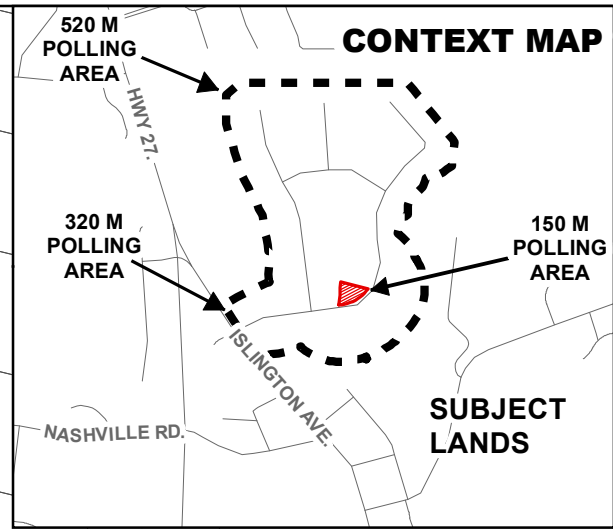 520 M
POLLING
AREA
CONTEXT MAP
HWY 27.
320 M
POLLING
AREA
150 M
POLLING
AREA
ISLINGTON AVE.
NASHVILLE RD.
SUBJECT
LANDS